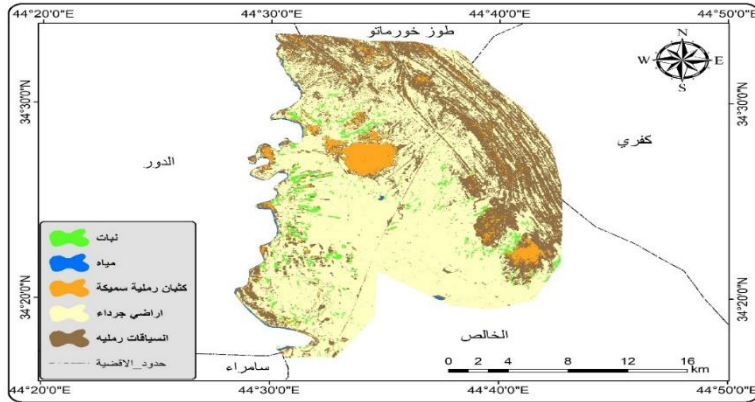 44°20'0"E 44°30'0"E 44°40'0"E 44°50'0"E
طوز خورماتو
N
W E
S
34°30'0"N 34°30'0"N
كفري
الدور
نبات
مياه
كثبان رملية سميكة
اراضي جرداء
انسياقات رمليه
حدود_الاقضية
34°20'0"N 34°20'0"N
الخالص
سامراء
0 2 4 8 12 16
km
44°20'0"E 44°30'0"E 44°40'0"E 44°50'0"E